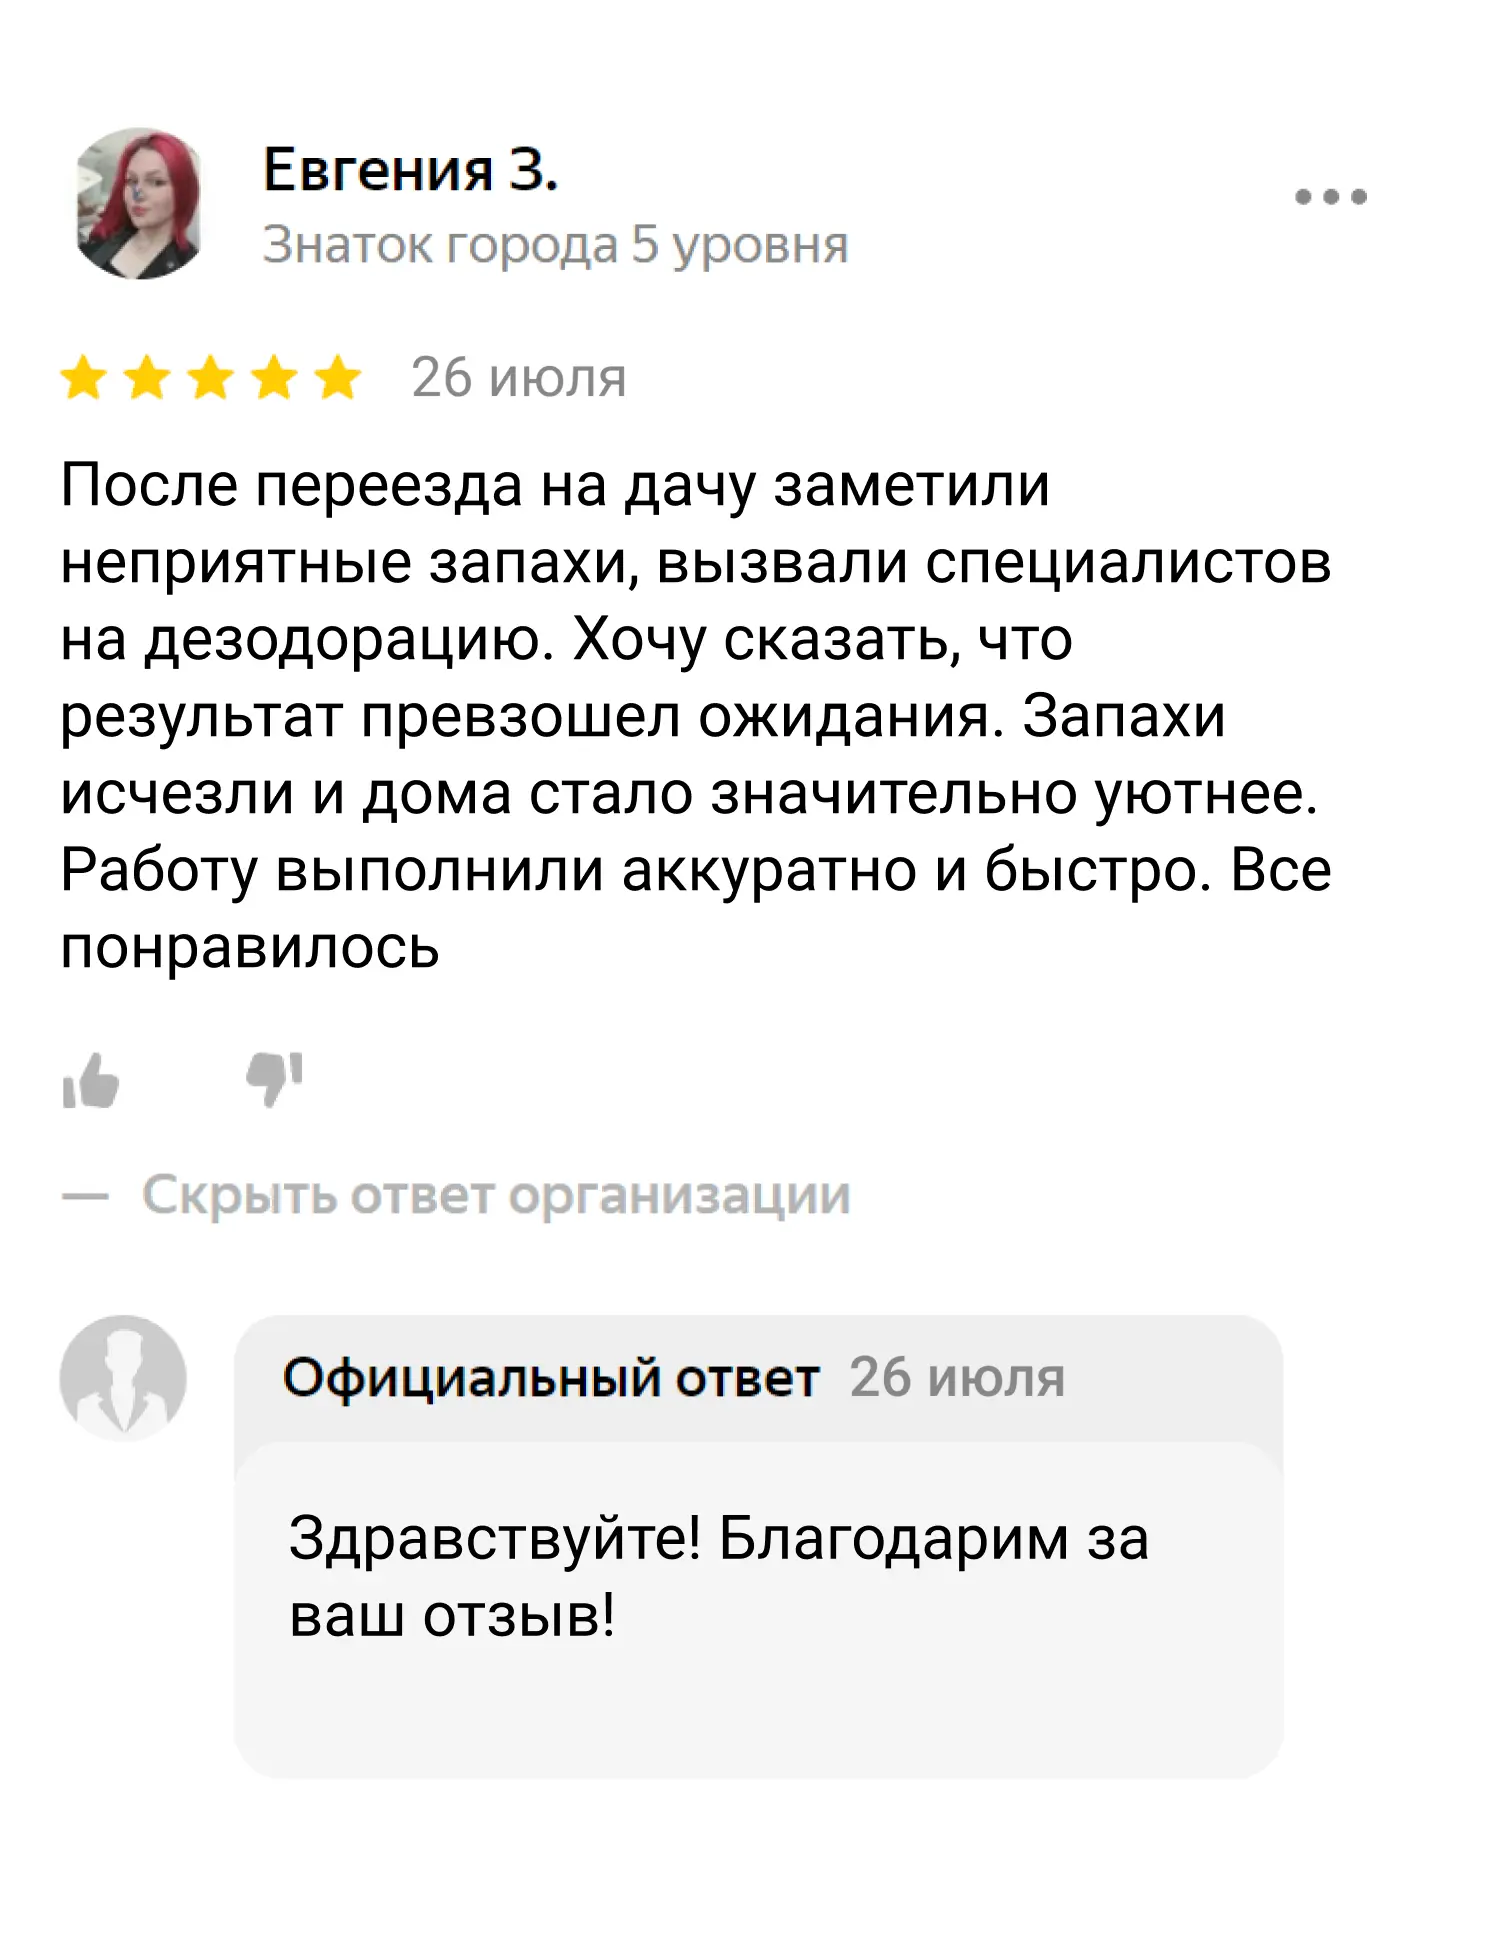 Евгения З.
Знаток города 5 уровня
26 июля
После переезда на дачу заметили
неприятные запахи, вызвали специалистов
на дезодорацию. Хочу сказать, что
результат превзошел ожидания. Запахи
исчезли и дома стало значительно уютнее.
Работу выполнили аккуратно и быстро. Все
понравилось
— Скрыть ответ организации
Официальный ответ 26 июля
Здравствуйте! Благодарим за
ваш отзыв!